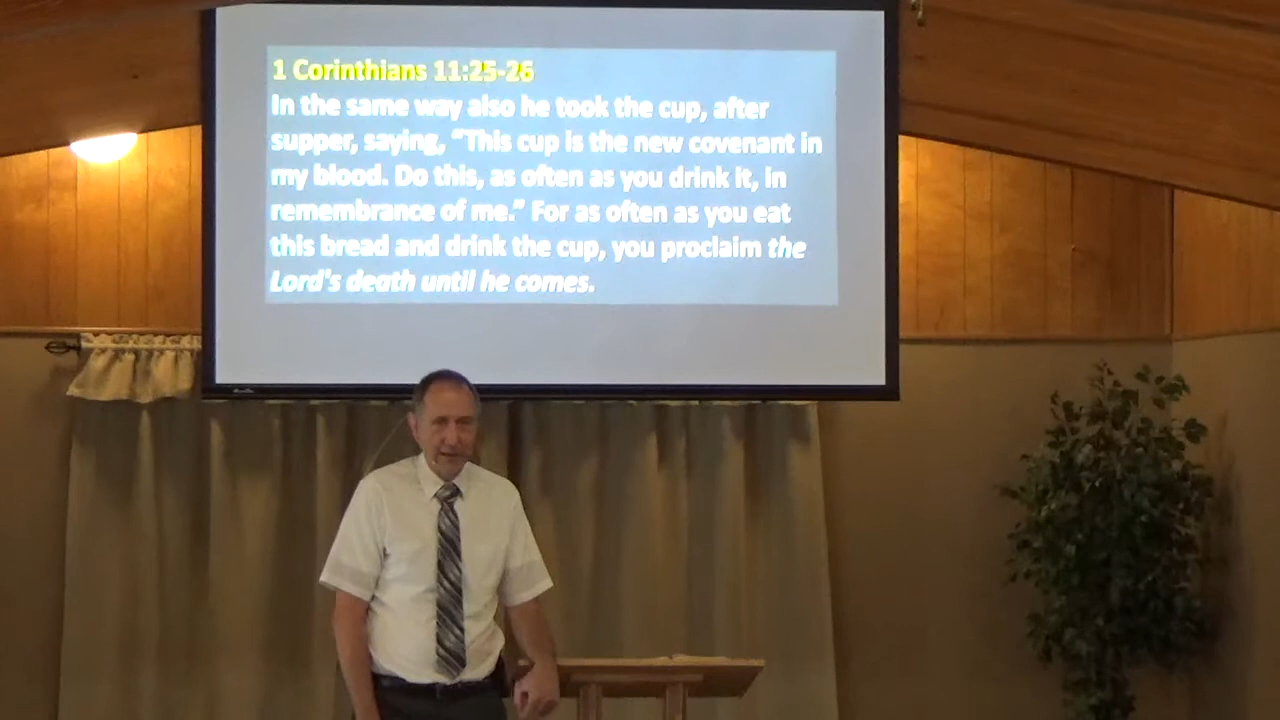 1 Corinthians 11:25-26
In the same way also he took the cup, after
supper, saying, “This cup is the new covenant in
my blood. Do this, as often as you drink it, in
remembrance of me.” For as often as you eat
this bread and drink the cup, you proclaim the
Lord's death until he comes.